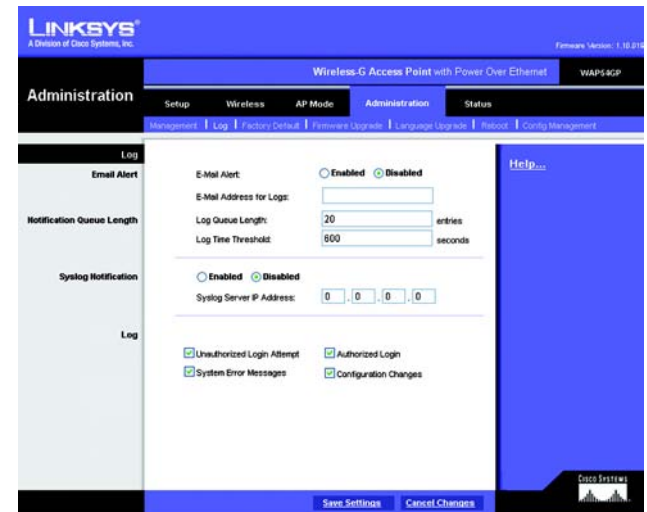 LINKSYS®
A Division of Cisco Systems, Inc.
Firmware Version: 1.10.019
Wireless-G Access Point with Power Over Ethernet WAP54GP
Administration
Setup Wireless AP Mode Administration Status
Management Log Factory Default Firmware Upgrade Language Upgrade Reboot Config Management
Log
Help...
Email Alert E-Mail Alert: Enabled Disabled
E-Mail Address for Logs:
Notification Queue Length Log Queue Length: 20 entries
Log Time Threshold: 600 seconds
Syslog Notification Enabled Disabled
Syslog Server IP Address: 0 . 0 . 0 . 0
Log
Unauthorized Login Attempt Authorized Login
System Error Messages Configuration Changes
Cisco Systems
Save Settings Cancel Changes